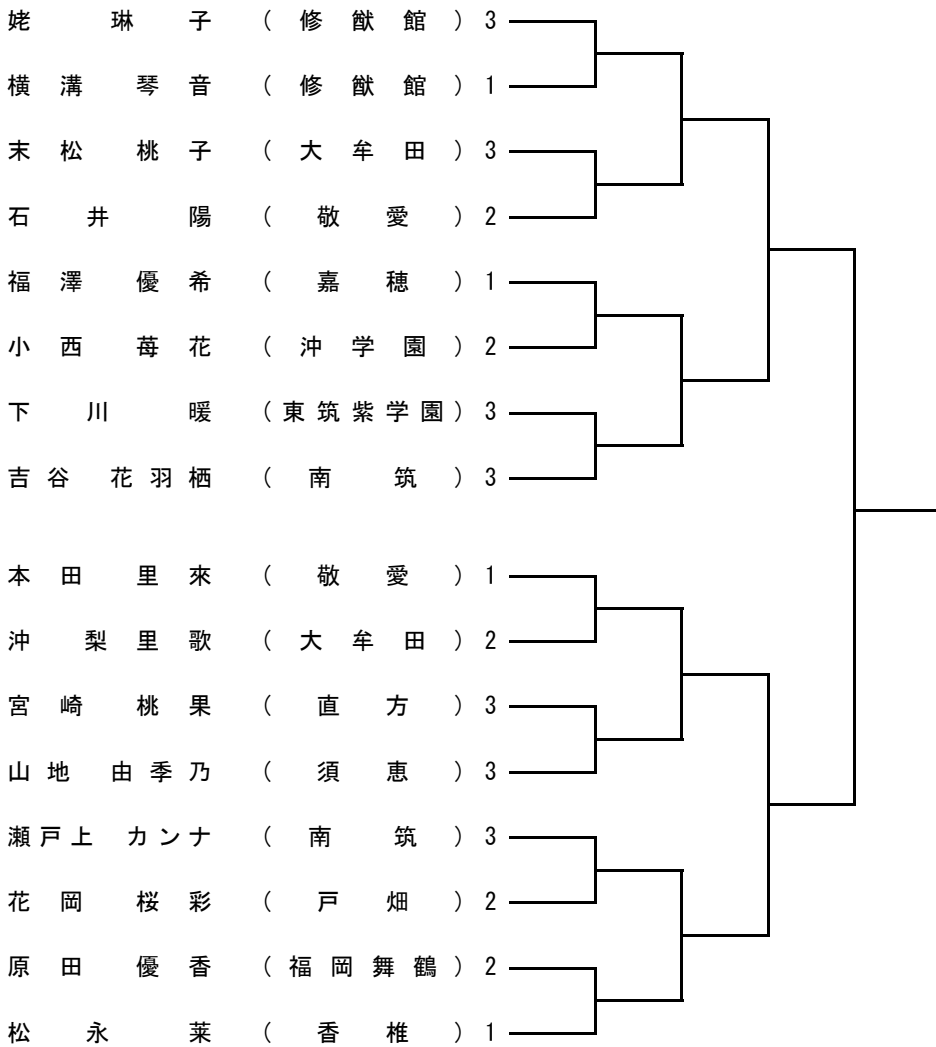 姥 琳 子 ( 修 猷 館 ) 3
横 溝 琴 音 ( 修 猷 館 ) 1
末 松 桃 子 ( 大 牟 田 ) 3
石 井 陽 ( 敬 愛 ) 2
福 澤 優 希 ( 嘉 穂 ) 1
小 西 苺 花 ( 沖 学 園 ) 2
下 川 暖 ( 東 筑 紫 学 園 ) 3
吉 谷 花 羽 栖 ( 南 筑 ) 3
本 田 里 來 ( 敬 愛 ) 1
沖 梨 里 歌 ( 大 牟 田 ) 2
宮 崎 桃 果 ( 直 方 ) 3
山 地 由 季 乃 ( 須 恵 ) 3
瀬 戸 上 カ ン ナ ( 南 筑 ) 3
花 岡 桜 彩 ( 戸 畑 ) 2
原 田 優 香 ( 福 岡 舞 鶴 ) 2
松 永 莱 ( 香 椎 ) 1